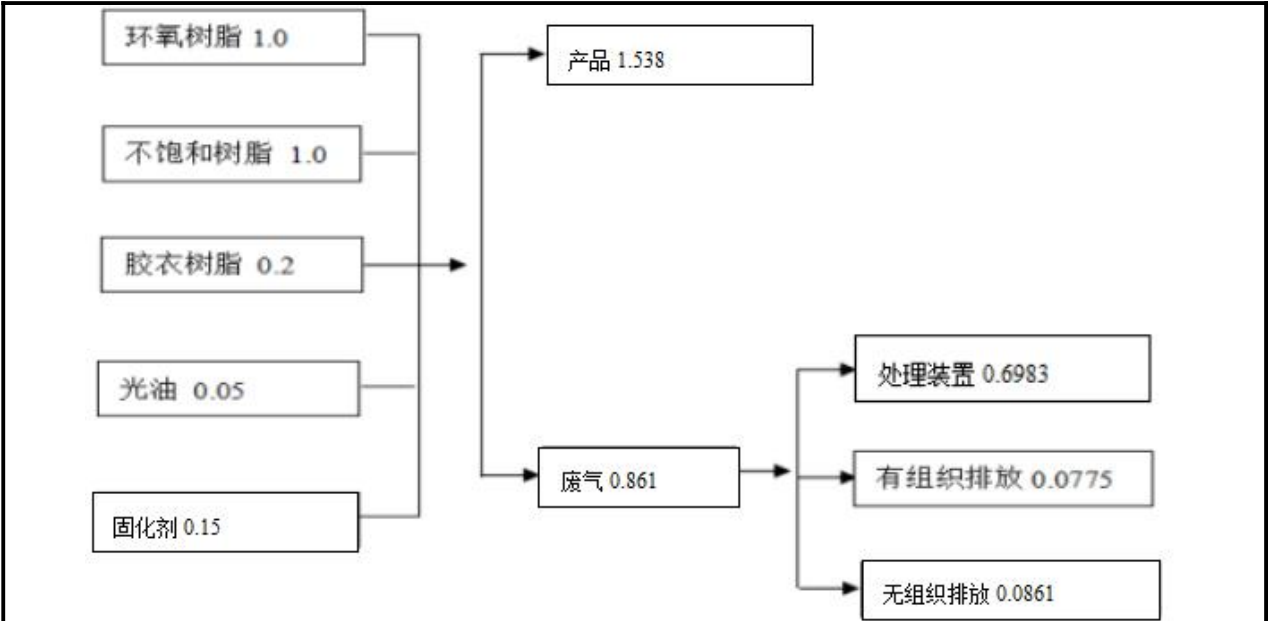 环氧树脂 1.0
不饱和树脂 1.0
胶衣树脂 0.2
光油 0.05
固化剂 0.15
产品 1.538
废气 0.861
处理装置 0.6983
有组织排放 0.0775
无组织排放 0.0861